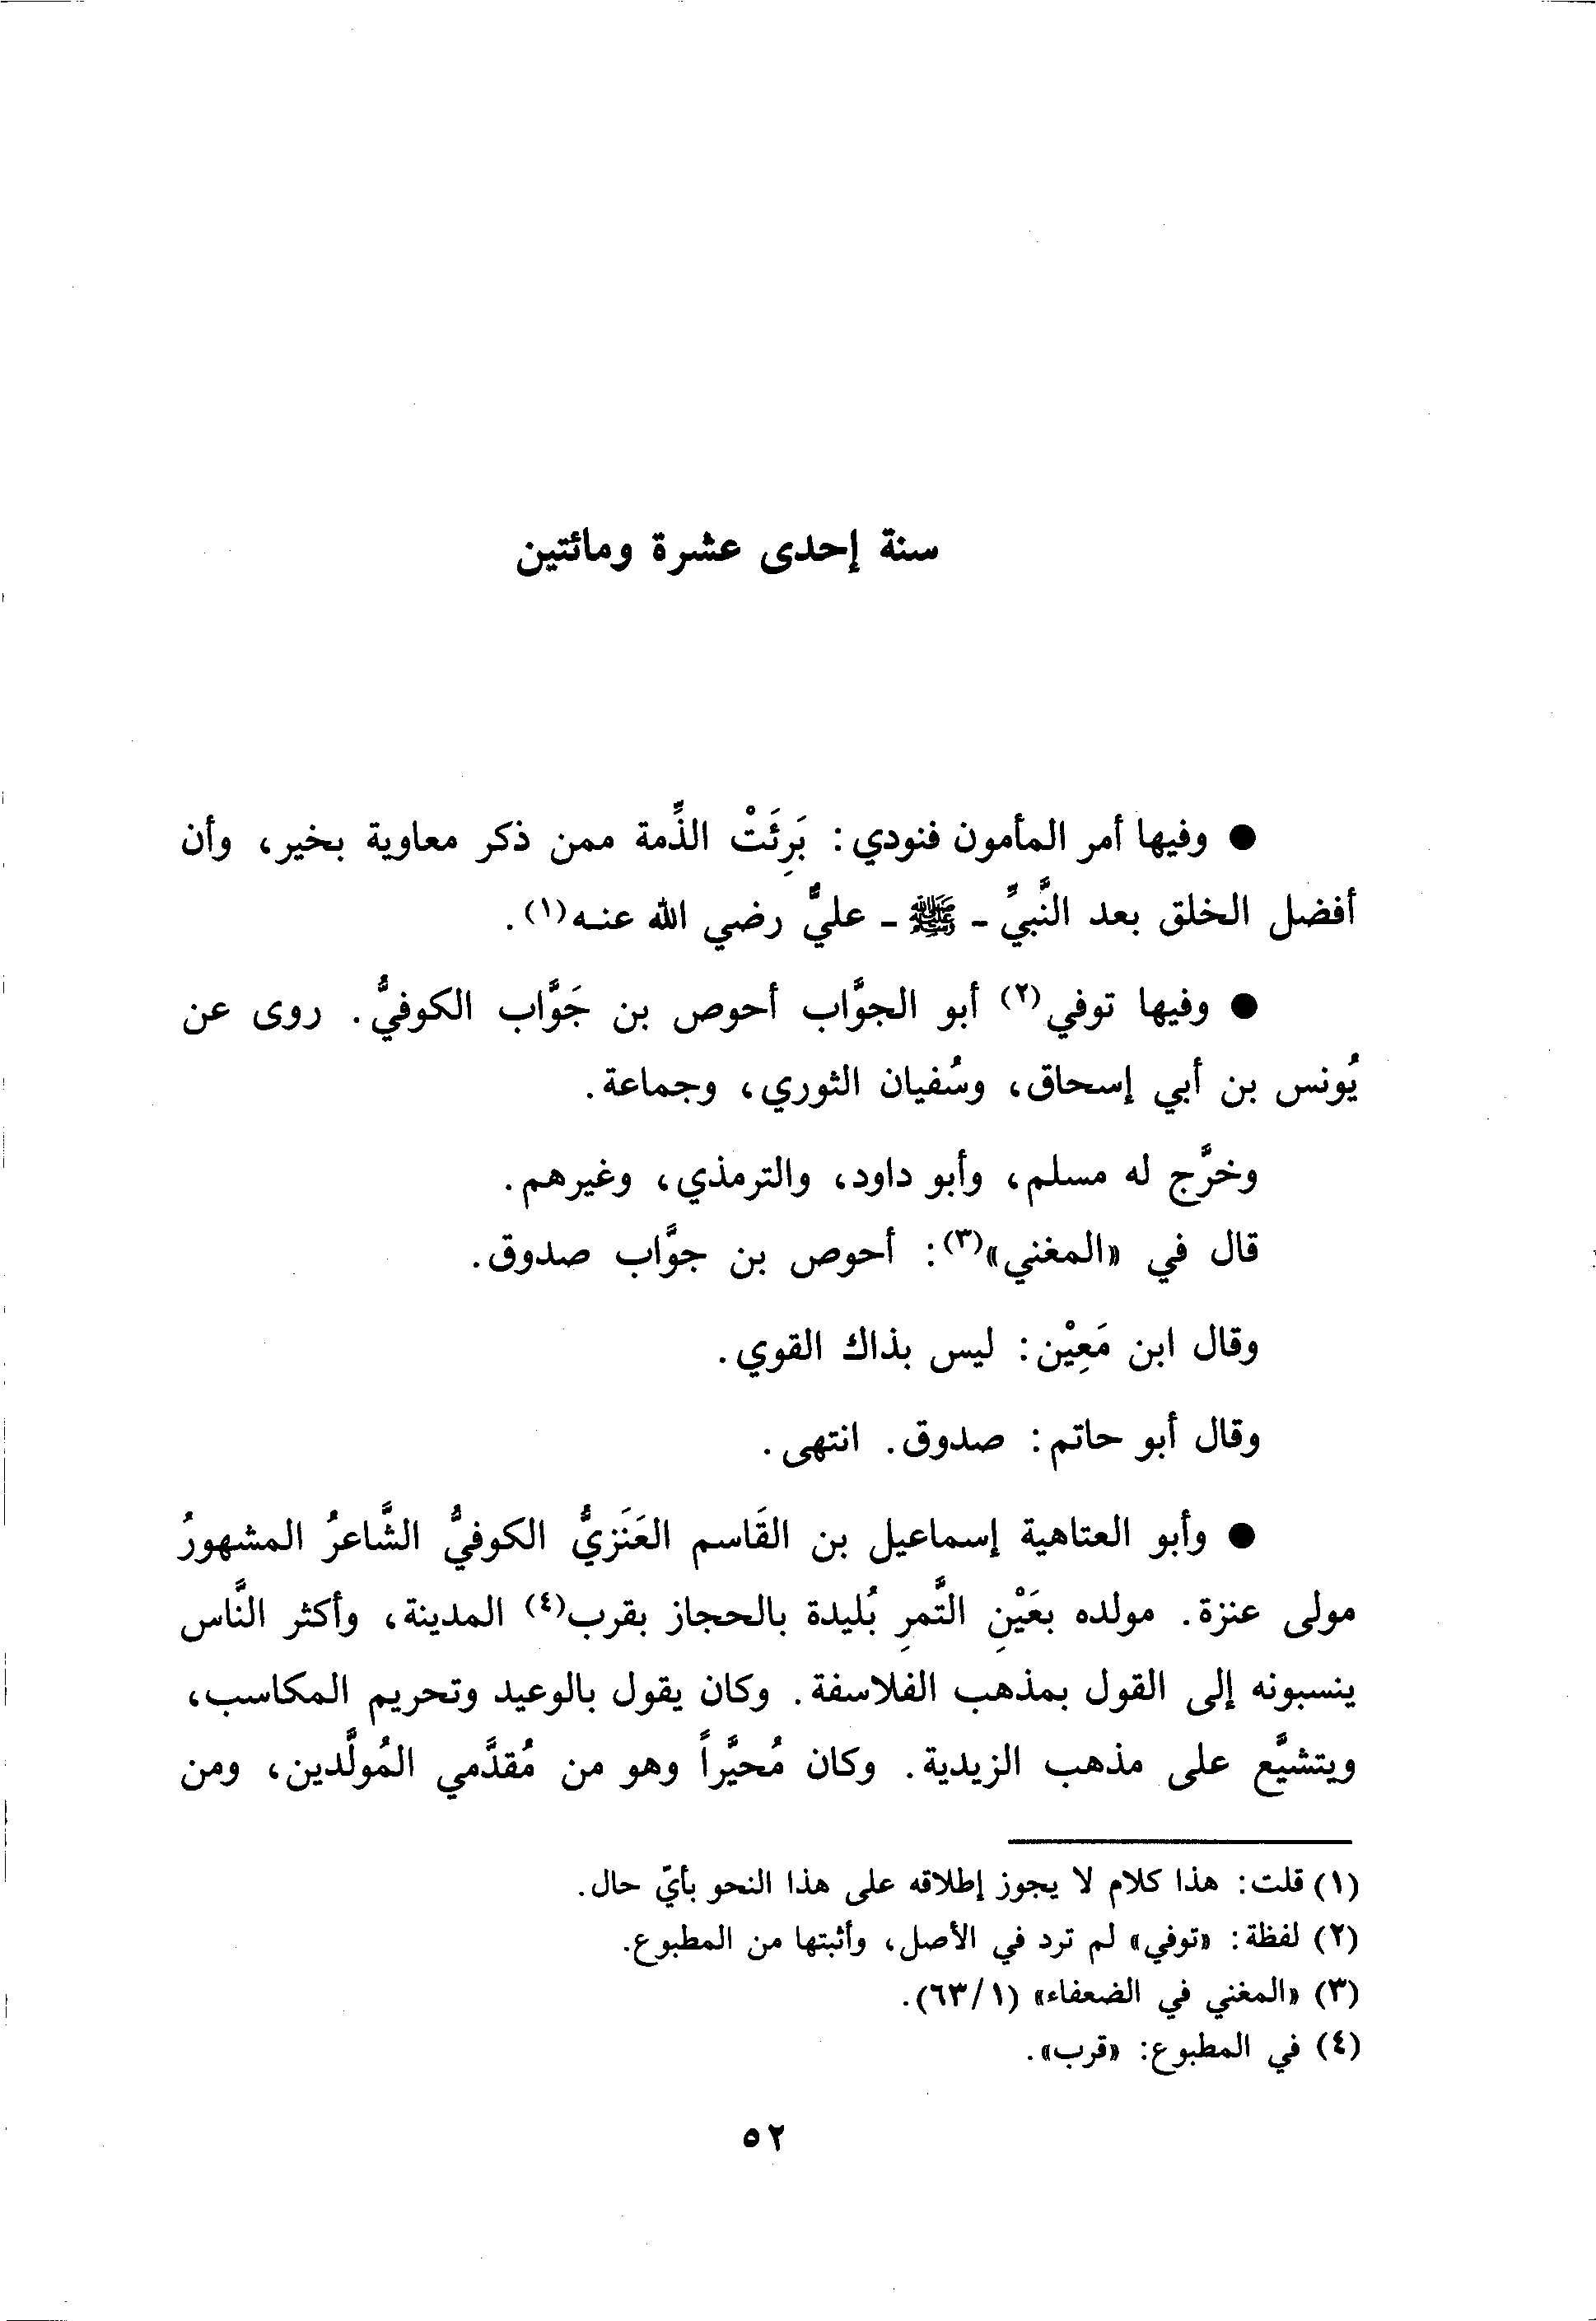 سنة إحدى عشرة ومائتين
● وفيها أمر المأمون فنودي: بَرِئَتْ الذِّمة ممن ذكر معاوية بخير، وأن
أفضل الخلق بعد النَّبيِّ ـ ﷺ ـ عليٌّ رضي الله عنـه(١).
● وفيها توفي(٢) أبو الجوَّاب أحوص بن جَوَّاب الكوفيُّ. روى عن
يُونس بن أبي إسحاق، وسُفيان الثوري، وجماعة.
وخرَّج له مسلم، وأبو داود، والترمذي، وغيرهم.
قال في «المغني»(٣): أحوص بن جوَّاب صدوق.
وقال ابن مَعِيْن: ليس بذاك القوي.
وقال أبو حاتم: صدوق. انتهى.
● وأبو العتاهية إسماعيل بن القَاسم العَنَزيُّ الكوفيُّ الشَّاعرُ المشهورُ
مولى عنزة. مولده بعَيْنِ التَّمرِ بُليدة بالحجاز بقرب(٤) المدينة، وأكثر النَّاس
ينسبونه إلى القول بمذهب الفلاسفة. وكان يقول بالوعيد وتحريم المكاسب،
ويتشيَّع على مذهب الزيدية. وكان مُحيَّراً وهو من مُقدَّمي المُولَّدين، ومن
(١) قلت: هذا كلام لا يجوز إطلاقه على هذا النحو بأيّ حال.
(٢) لفظة: «توفي» لم ترد في الأصل، وأثبتها من المطبوع.
(٣) «المغني في الضعفاء» (١/ ٦٣).
(٤) في المطبوع: «قرب».
٥٢